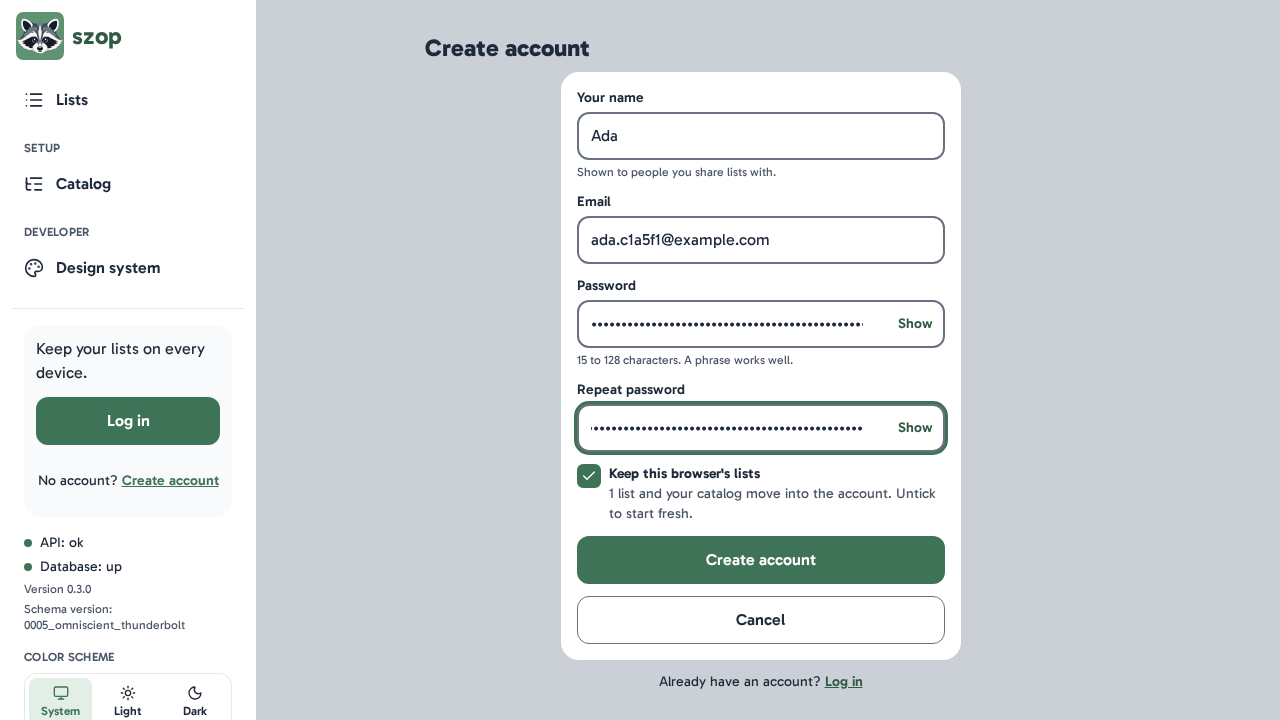 szop
Lists
SETUP
Catalog
DEVELOPER
Design system
Keep your lists on every
device.
Log in
No account? Create account
API: ok
Database: up
Version 0.3.0
Schema version:
0005_omniscient_thunderbolt
COLOR SCHEME
System
Light
Dark
Create account
Your name
Ada
Shown to people you share lists with.
Email
ada.c1a5f1@example.com
Password
Show
15 to 128 characters. A phrase works well.
Repeat password
Show
Keep this browser's lists
1 list and your catalog move into the account. Untick
to start fresh.
Create account
Cancel
Already have an account? Log in